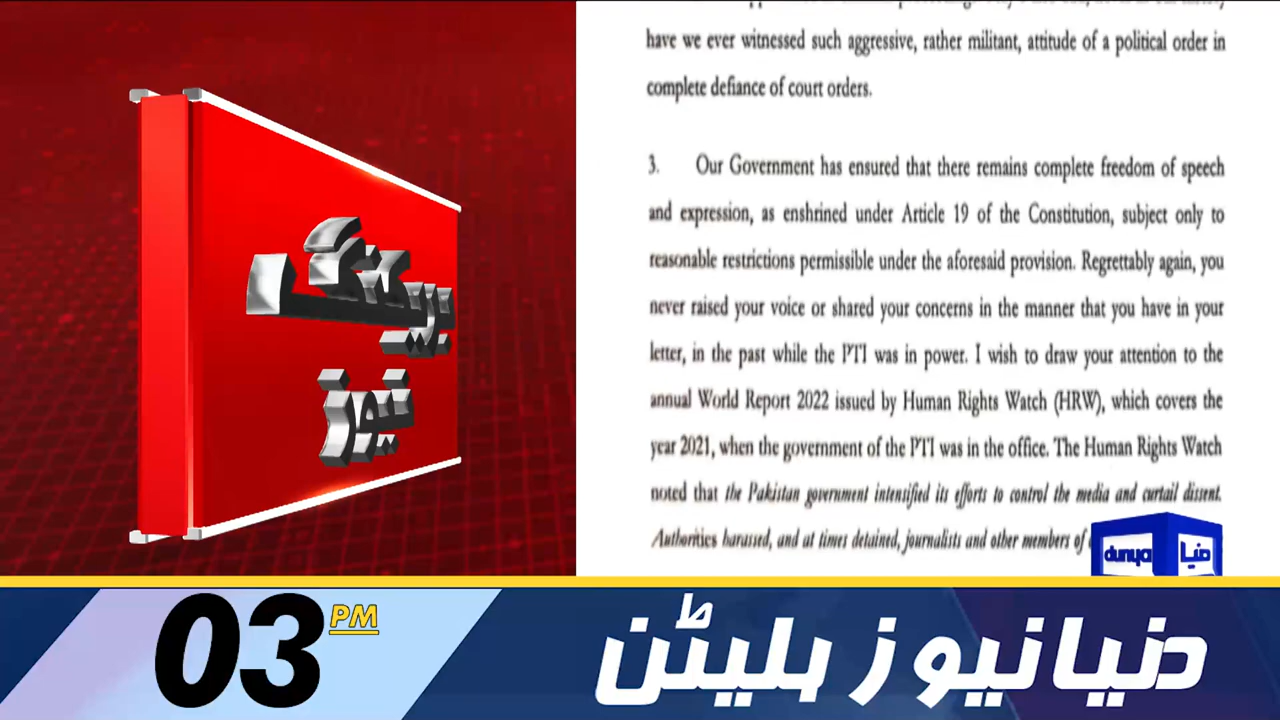 بریکنگ
نیوز
have we ever witnessed such aggressive, rather militant, attitude of a political order in
complete defiance of court orders.
3. Our Government has ensured that there remains complete freedom of speech
and expression, as enshrined under Article 19 of the Constitution, subject only to
reasonable restrictions permissible under the aforesaid provision. Regrettably again, you
never raised your voice or shared your concerns in the manner that you have in your
letter, in the past while the PTI was in power. I wish to draw your attention to the
annual World Report 2022 issued by Human Rights Watch (HRW), which covers the
year 2021, when the government of the PTI was in the office. The Human Rights Watch
noted that the Pakistan government intensified its efforts to control the media and curtail dissent.
Authorities harassed, and at times detained, journalists and other members of
dunya دنیا
03 PM
دنیا نیوز بلیٹن